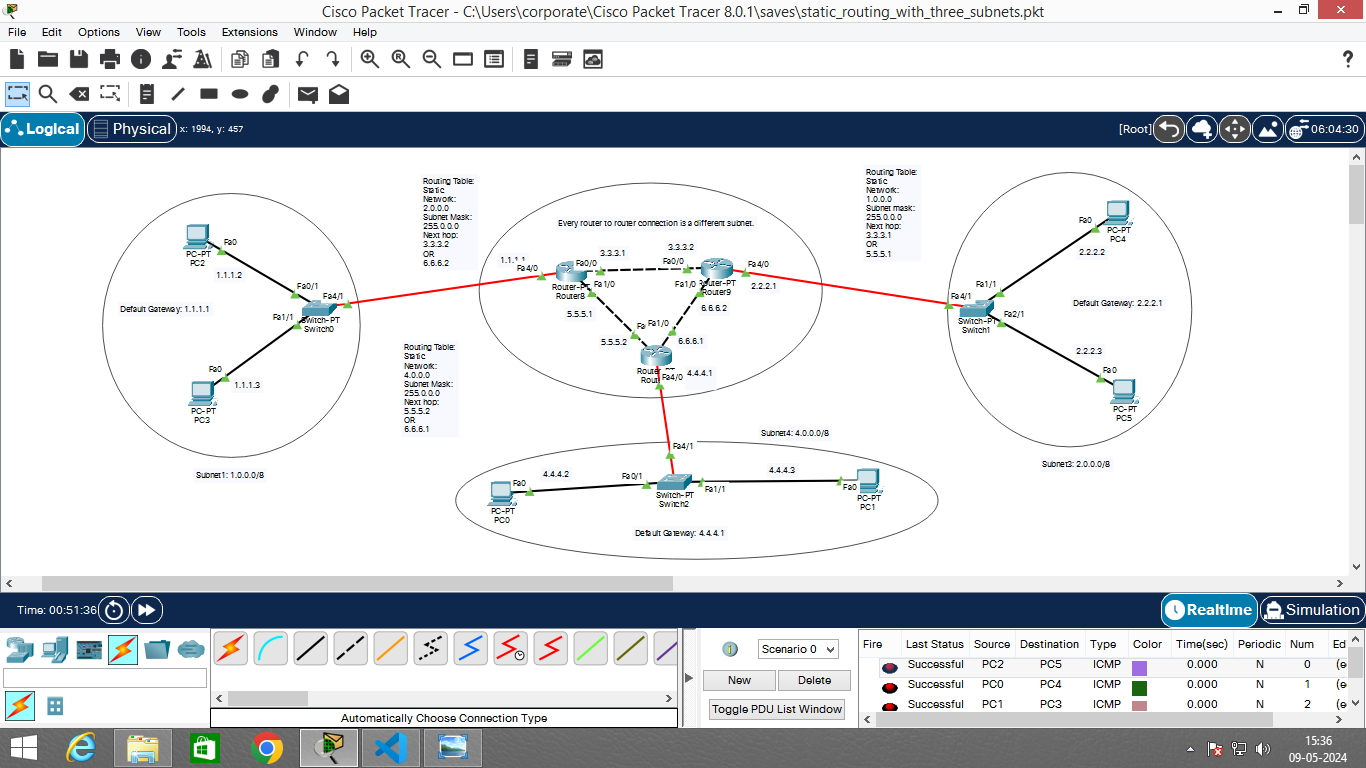 Cisco Packet Tracer - C:\Users\corporate\Cisco Packet Tracer 8.0.1\saves\static_routing_with_three_subnets.pkt
File Edit Options View Tools Extensions Window Help
Logical Physical x: 1994, y: 457 [Root] 06:04:30
Routing Table:
Static
Network:
2.0.0.0
Subnet Mask:
255.0.0.0
Next hop:
3.3.3.2
OR
6.6.6.2
Routing Table:
Static
Network:
1.0.0.0
Subnet mask:
255.0.0.0
Next hop:
3.3.3.1
OR
5.5.5.1
Every router to router connection is a different subnet.
Fa0
PC-PT
PC2
1.1.1.2
Fa0/1
Fa4/1
Default Gateway: 1.1.1.1
Fa1/1
Switch-PT
Switch0
Fa0
1.1.1.3
PC-PT
PC3
Subnet1: 1.0.0.0/8
1.1.1.1
Fa4/0
Fa0/0
3.3.3.1
3.3.3.2
Fa0/0
Fa4/0
2.2.2.1
Router-PT
Router8
Fa1/0
Fa1/0
Router-PT
Router9
5.5.5.1
6.6.6.2
Fa
Fa1/0
5.5.5.2
6.6.6.1
Router-PT
Fa4/0
4.4.4.1
Routing Table:
Static
Network:
4.0.0.0
Subnet Mask:
255.0.0.0
Next hop:
5.5.5.2
OR
6.6.6.1
Fa0
PC-PT
PC4
2.2.2.2
Fa4/1
Fa1/1
Default Gateway: 2.2.2.1
Switch-PT
Switch1
Fa2/1
2.2.2.3
Fa0
PC-PT
PC5
Subnet3: 2.0.0.0/8
Subnet4: 4.0.0.0/8
Fa4/1
4.4.4.2
Fa0/1
4.4.4.3
Fa0
PC-PT
PC0
Switch-PT
Switch2
Fa1/1
Fa0
PC-PT
PC1
Default Gateway: 4.4.4.1
Time: 00:51:36 Realtime Simulation
Scenario 0
New Delete
Toggle PDU List Window
Automatically Choose Connection Type
Fire Last Status Source Destination Type Color Time(sec) Periodic Num Ed
Successful PC2 PC5 ICMP 0.000 N 0 (e
Successful PC0 PC4 ICMP 0.000 N 1 (e
Successful PC1 PC3 ICMP 0.000 N 2 (e
15:36
09-05-2024